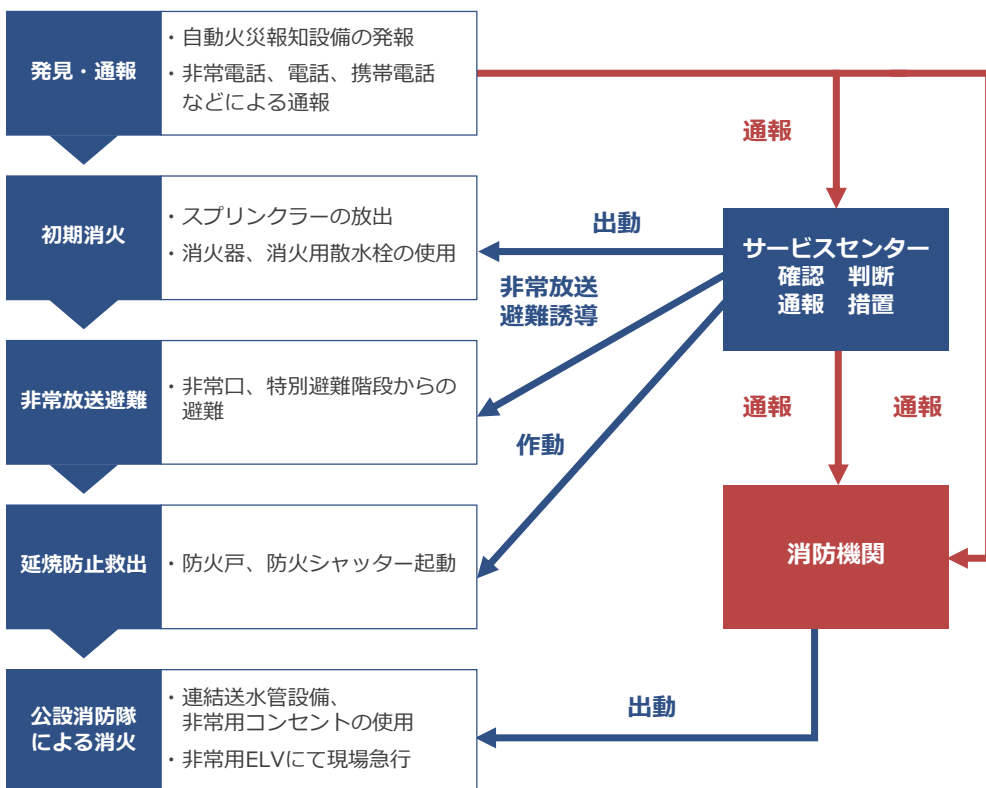 発見・通報
・自動火災報知設備の発報
・非常電話、電話、携帯電話
などによる通報
通報
初期消火
・スプリンクラーの放出
・消火器、消火用散水栓の使用
出動
サービスセンター
確認　判断
通報　措置
非常放送
避難誘導
非常放送避難
・非常口、特別避難階段からの
避難
作動
通報
通報
延焼防止救出
・防火戸、防火シャッター起動
消防機関
公設消防隊
による消火
・連結送水管設備、
非常用コンセントの使用
・非常用ELVにて現場急行
出動